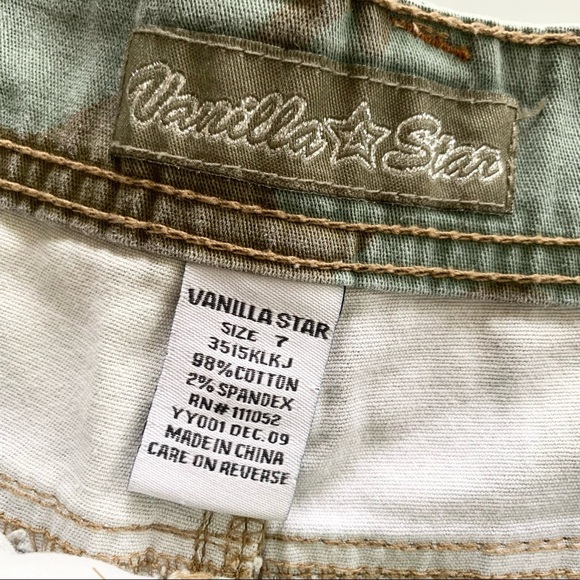 Vanilla Star
VANILLA STAR
SIZE 7
3515KLKJ
98% COTTON
2% SPANDEX
RN# 111052
YY001 DEC. 09
MADE IN CHINA
CARE ON REVERSE